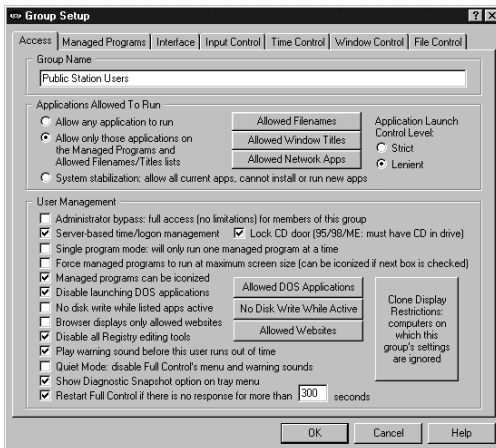 Group Setup
Access Managed Programs Interface Input Control Time Control Window Control File Control
Group Name
Public Station Users
Applications Allowed To Run
Allow any application to run
Allow only those applications on
the Managed Programs and
Allowed Filenames/Titles lists
System stabilization: allow all current apps, cannot install or run new apps
Allowed Filenames
Allowed Window Titles
Allowed Network Apps
Application Launch
Control Level:
Strict
Lenient
User Management
Administrator bypass: full access (no limitations) for members of this group
Server-based time/logon management Lock CD door (95/98/ME: must have CD in drive)
Single program mode: will only run one managed program at a time
Force managed programs to run at maximum screen size (can be iconized if next box is checked)
Managed programs can be iconized
Disable launching DOS applications
No disk write while listed apps active
Browser displays only allowed websites
Disable all Registry editing tools
Play warning sound before this user runs out of time
Quiet Mode: disable Full Control's menu and warning sounds
Show Diagnostic Snapshot option on tray menu
Restart Full Control if there is no response for more than 300 seconds
Allowed DOS Applications
No Disk Write While Active
Allowed Websites
Clone Display
Restrictions:
computers on
which this
group's settings
are ignored
OK Cancel Help